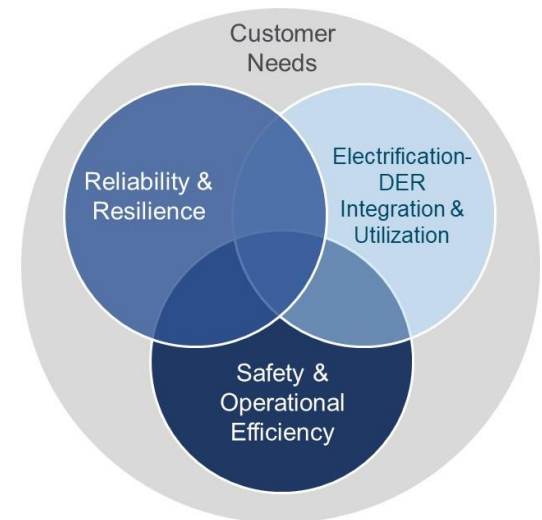 Customer
Needs
Reliability &
Resilience
Electrification-
DER
Integration &
Utilization
Safety &
Operational
Efficiency